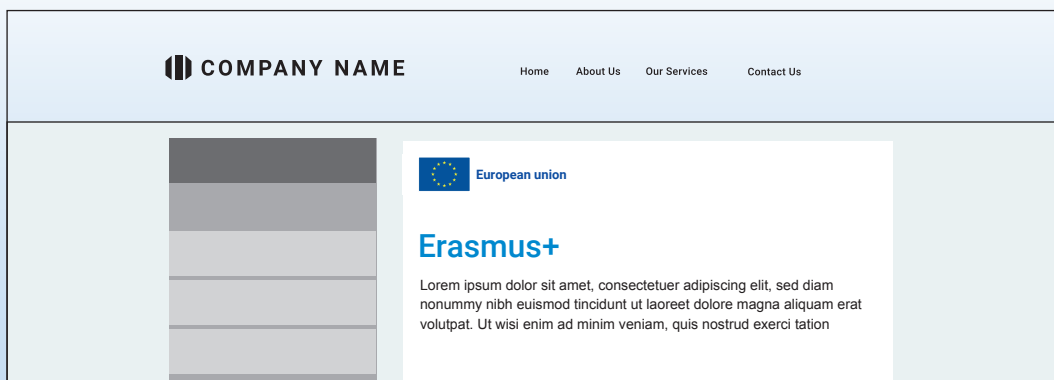 COMPANY NAME
Home About Us Our Services Contact Us
European union
Erasmus+
Lorem ipsum dolor sit amet, consectetuer adipiscing elit, sed diam
nonummy nibh euismod tincidunt ut laoreet dolore magna aliquam erat
volutpat. Ut wisi enim ad minim veniam, quis nostrud exerci tation